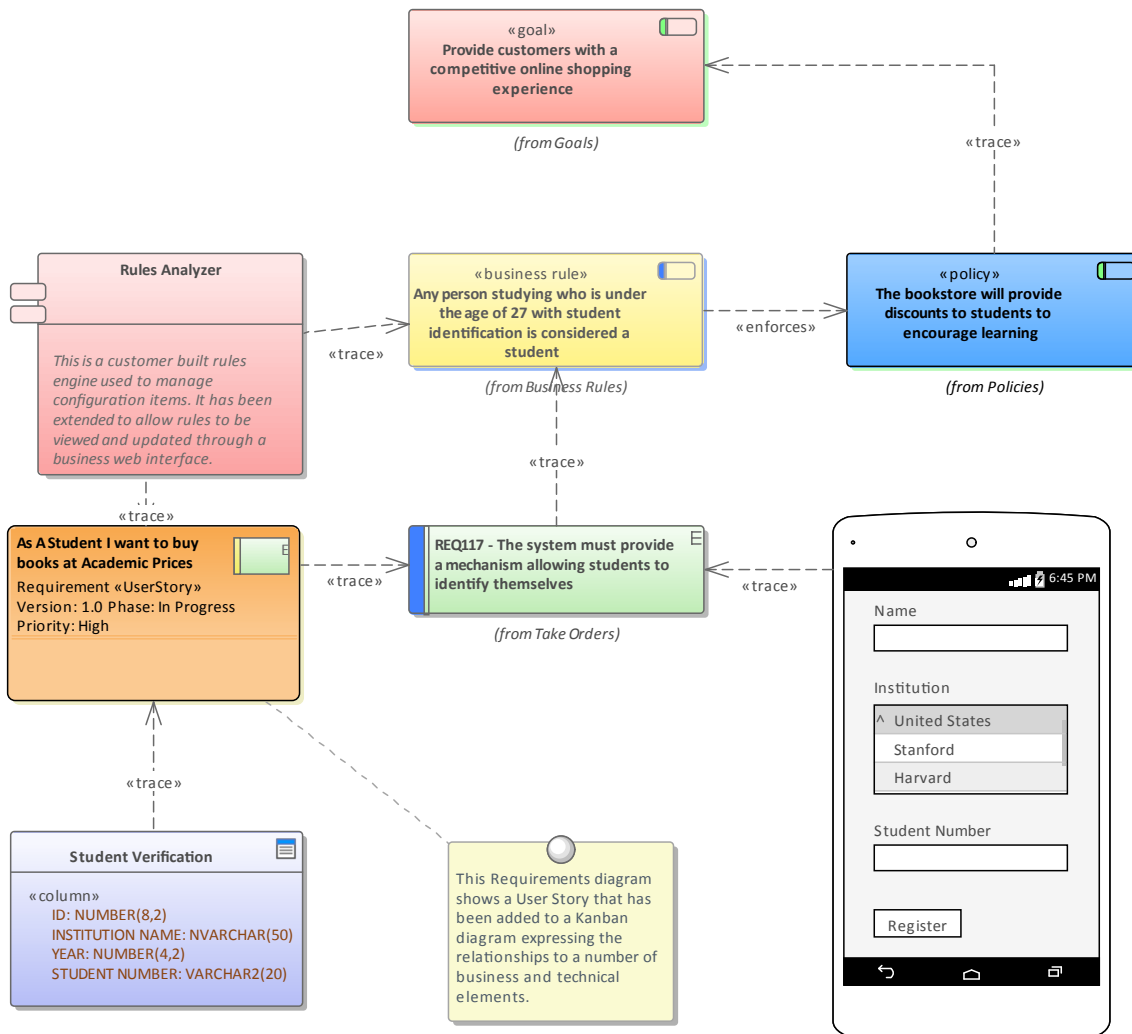 «goal»
Provide customers with a
competitive online shopping
experience
(from Goals)
«trace»
Rules Analyzer
This is a customer built rules
engine used to manage
configuration items. It has been
extended to allow rules to be
viewed and updated through a
business web interface.
«trace»
«business rule»
Any person studying who is under
the age of 27 with student
identification is considered a
student
(from Business Rules)
«enforces»
«policy»
The bookstore will provide
discounts to students to
encourage learning
(from Policies)
«trace»
«trace»
As A Student I want to buy
books at Academic Prices
Requirement «UserStory»
Version: 1.0 Phase: In Progress
Priority: High
E
«trace»
REQ117 - The system must provide
a mechanism allowing students to
identify themselves
E
(from Take Orders)
«trace»
6:45 PM
Name
Institution
^ United States
Stanford
Harvard
Student Number
Register
«trace»
Student Verification
«column»
ID: NUMBER(8,2)
INSTITUTION NAME: NVARCHAR(50)
YEAR: NUMBER(4,2)
STUDENT NUMBER: VARCHAR2(20)
This Requirements diagram
shows a User Story that has
been added to a Kanban
diagram expressing the
relationships to a number of
business and technical
elements.